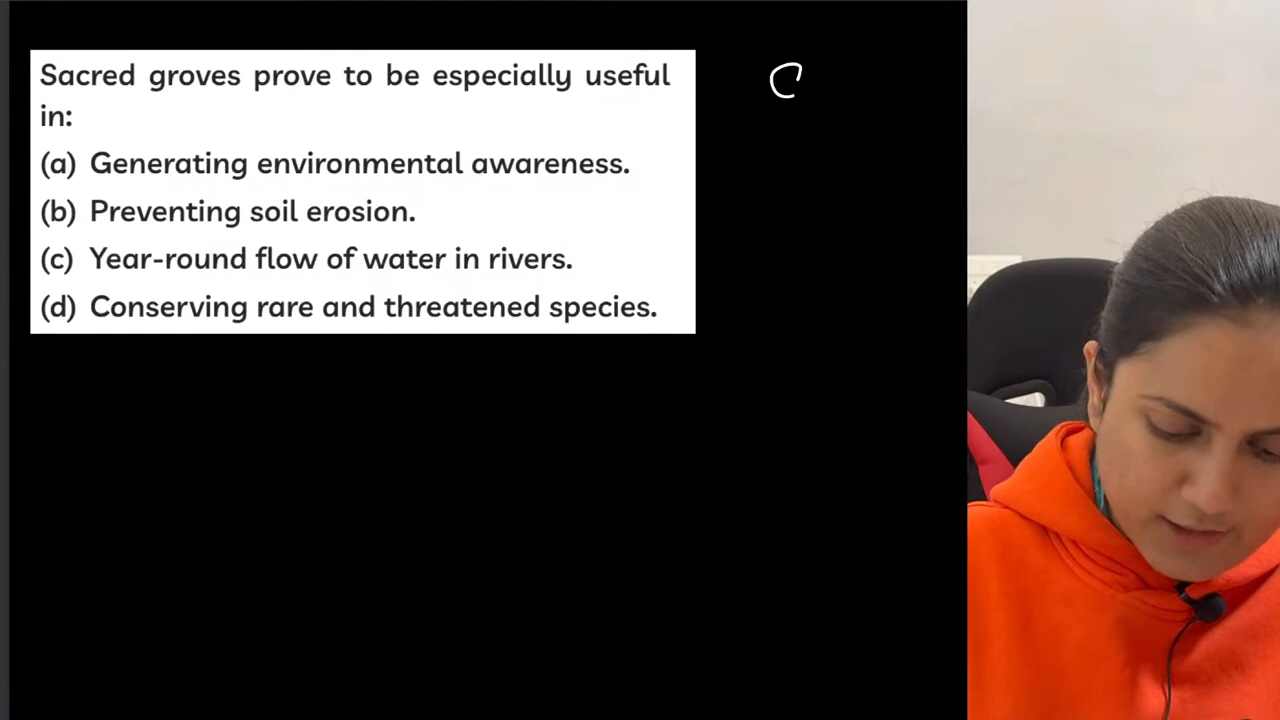 Sacred groves prove to be especially useful
in:
(a) Generating environmental awareness.
(b) Preventing soil erosion.
(c) Year-round flow of water in rivers.
(d) Conserving rare and threatened species.